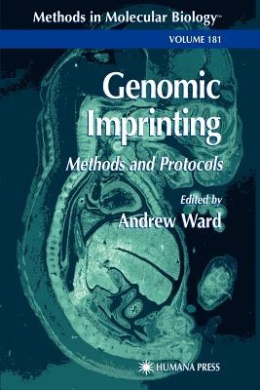 Methods in Molecular Biology™
VOLUME 181
Genomic
Imprinting
Methods and Protocols
Edited by
Andrew Ward
HUMANA PRESS